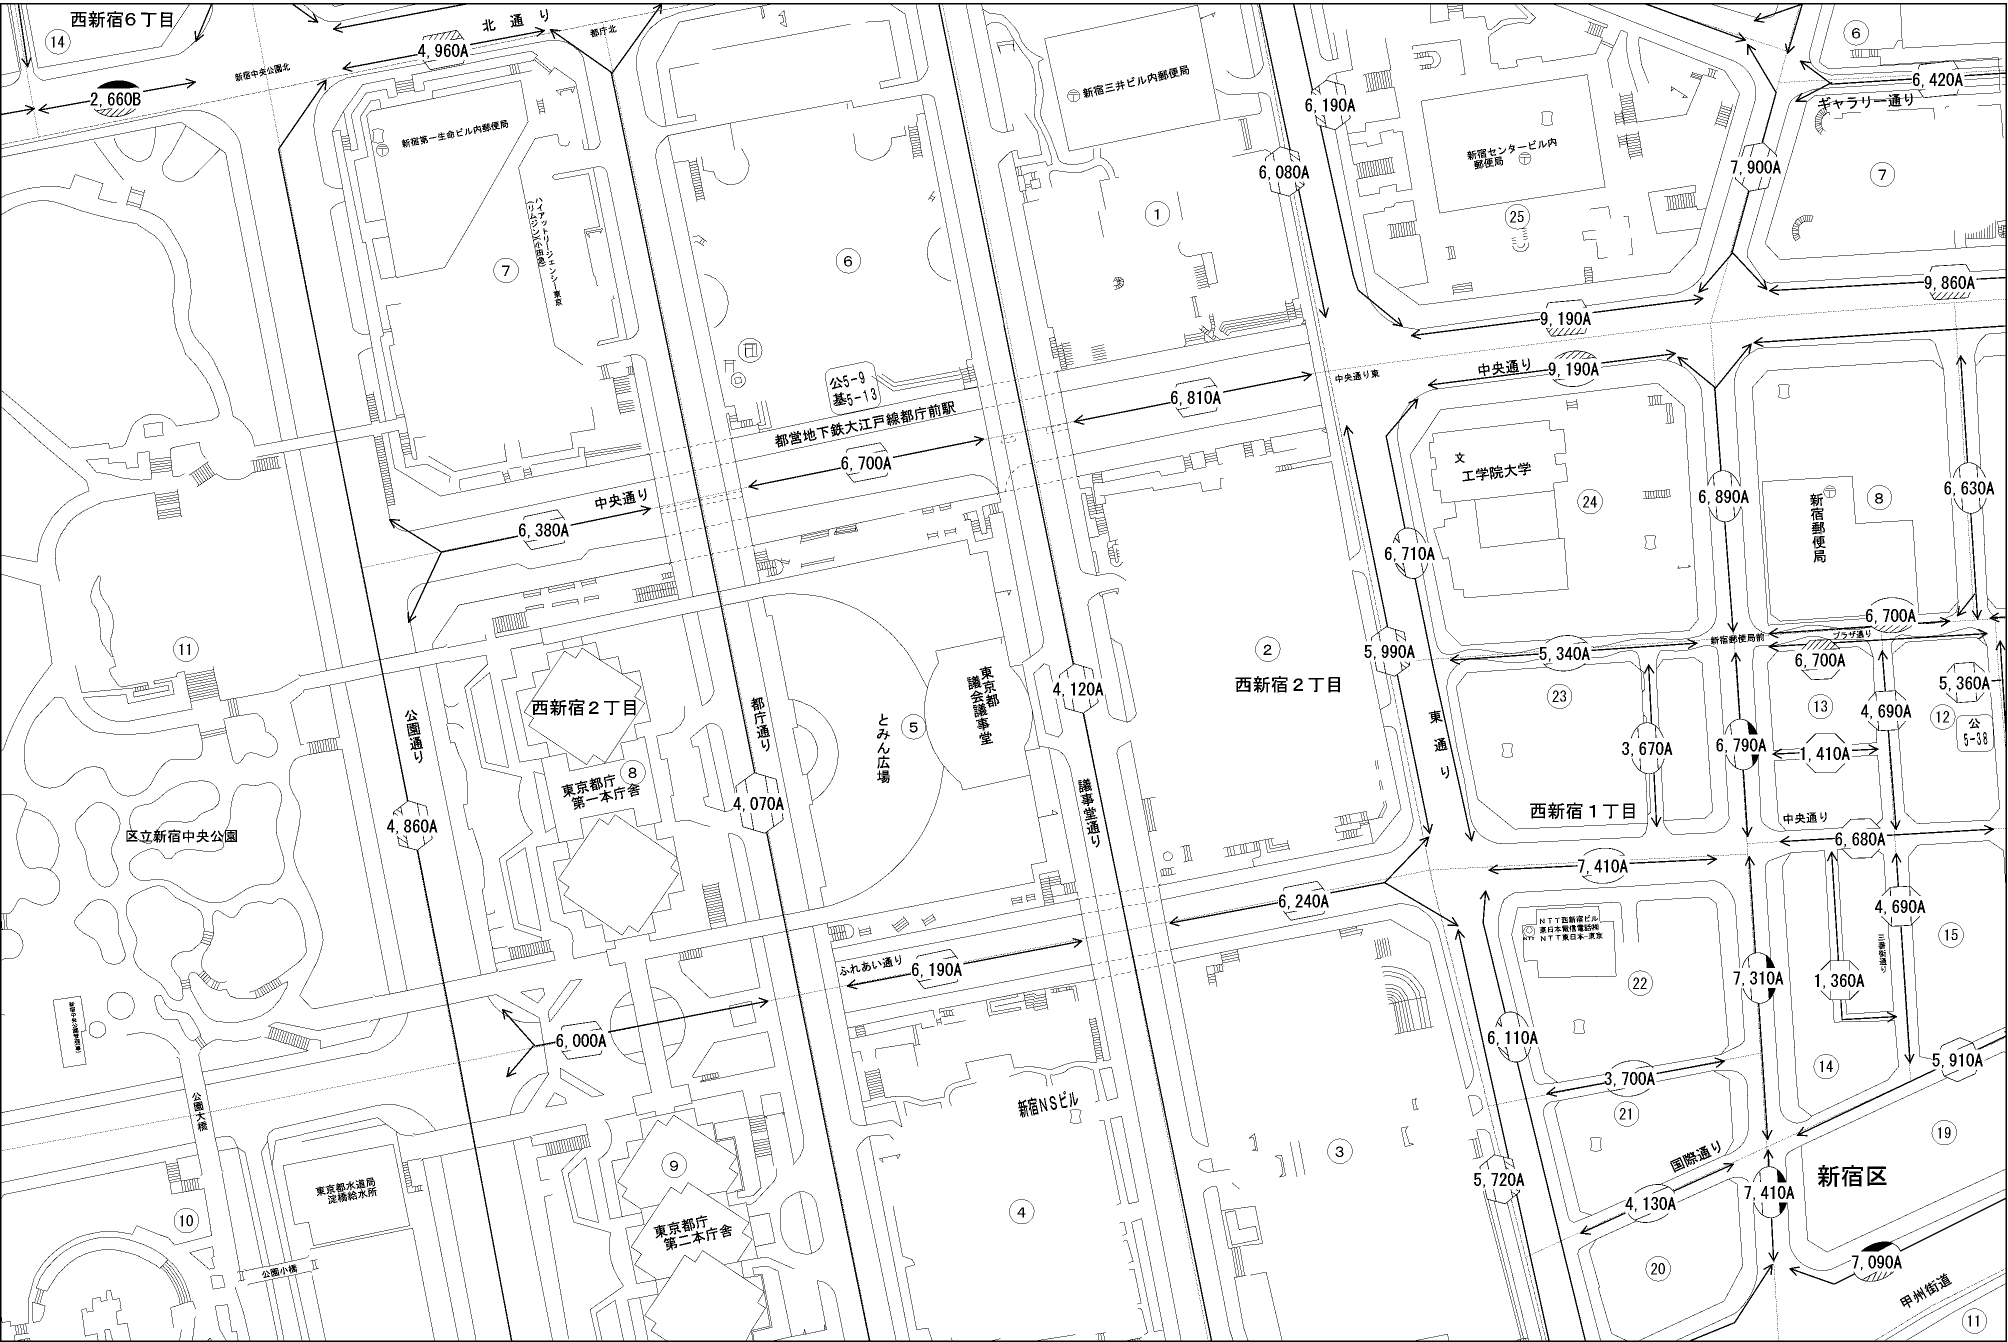 西新宿６丁目
14
北 通 り
都庁北
4,960A
新宿中央公園北
2,660B
新宿第一生命ビル内郵便局
ハイアットリージェンシー東京
(リムジン)(小田急)
7
6
新宿三井ビル内郵便局
6,080A
6,190A
1
新宿センタービル内
郵便局
25
7,900A
6
6,420A
ギャラリー通り
7
9,860A
9,190A
公5-9
基5-13
都営地下鉄大江戸線都庁前駅
6,810A
中央通り東
中央通り
9,190A
6,700A
中央通り
6,380A
文
工学院大学
24
6,890A
新宿郵便局
8
6,630A
6,710A
11
2
西新宿２丁目
5,990A
5,340A
新宿郵便局前
6,700A
プラザ通り
6,700A
23
13
4,690A
5,360A
12
公
5-38
3,670A
6,790A
1,410A
東 通 り
西新宿１丁目
中央通り
6,680A
公園通り
西新宿２丁目
8
東京都庁
第一本庁舎
都庁通り
4,070A
とみん広場
5
東京都
議会議事堂
4,120A
議事堂通り
4,860A
区立新宿中央公園
7,410A
6,240A
4,690A
三番街通り
15
NTT西新宿ビル
東日本電信電話㈱
NTT
NTT東日本-東京
22
7,310A
1,360A
ふれあい通り
6,190A
6,000A
6,110A
5,910A
3,700A
14
21
公園大橋
新宿NSビル
3
19
9
国際通り
新宿区
東京都水道局
淀橋給水所
5,720A
4,130A
7,410A
10
東京都庁
第二本庁舎
4
公園小橋
20
7,090A
甲州街道
11